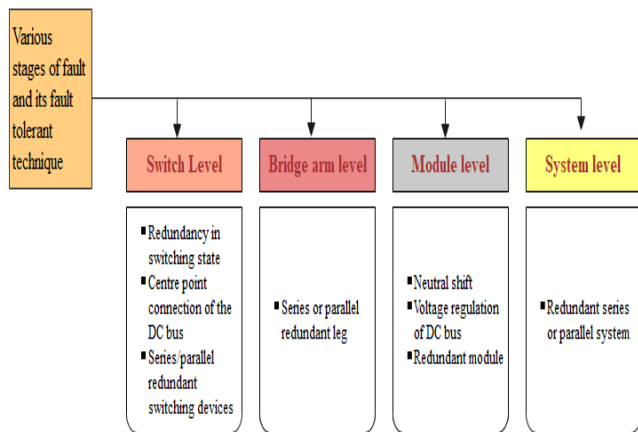 Various
stages of fault
and its fault
tolerant
technique
Switch Level
Bridge arm level
Module level
System level
▪Redundancy in
switching state
▪Centre point
connection of the
DC bus
▪Series/parallel
redundant
switching devices
▪Series or parallel
redundant leg
▪Neutral shift
▪Voltage regulation
of DC bus
▪Redundant module
▪Redundant series
or parallel system